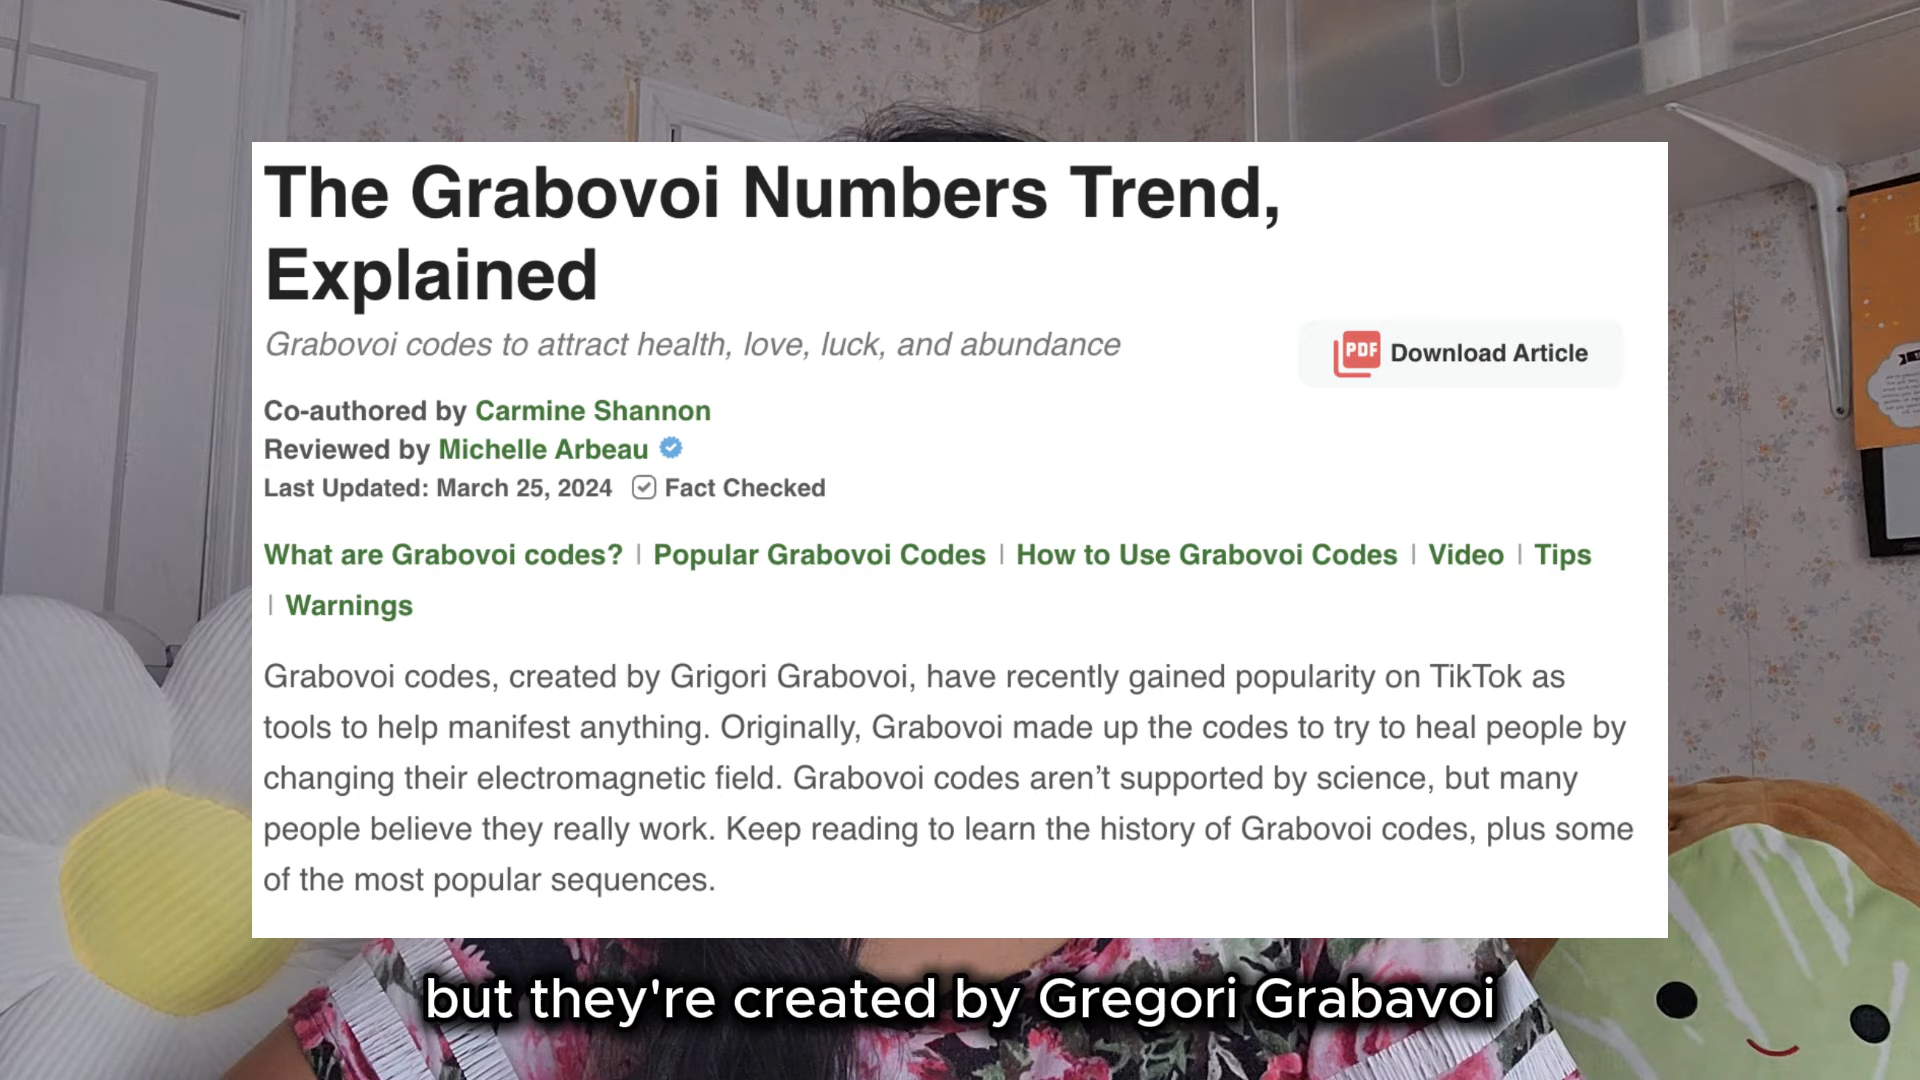 The Grabovoi Numbers Trend,
Explained
Grabovoi codes to attract health, love, luck, and abundance
PDF Download Article
Co-authored by Carmine Shannon
Reviewed by Michelle Arbeau
Last Updated: March 25, 2024 Fact Checked
What are Grabovoi codes? | Popular Grabovoi Codes | How to Use Grabovoi Codes | Video | Tips
| Warnings
Grabovoi codes, created by Grigori Grabovoi, have recently gained popularity on TikTok as
tools to help manifest anything. Originally, Grabovoi made up the codes to try to heal people by
changing their electromagnetic field. Grabovoi codes aren’t supported by science, but many
people believe they really work. Keep reading to learn the history of Grabovoi codes, plus some
of the most popular sequences.
but they're created by Gregori Grabavoi